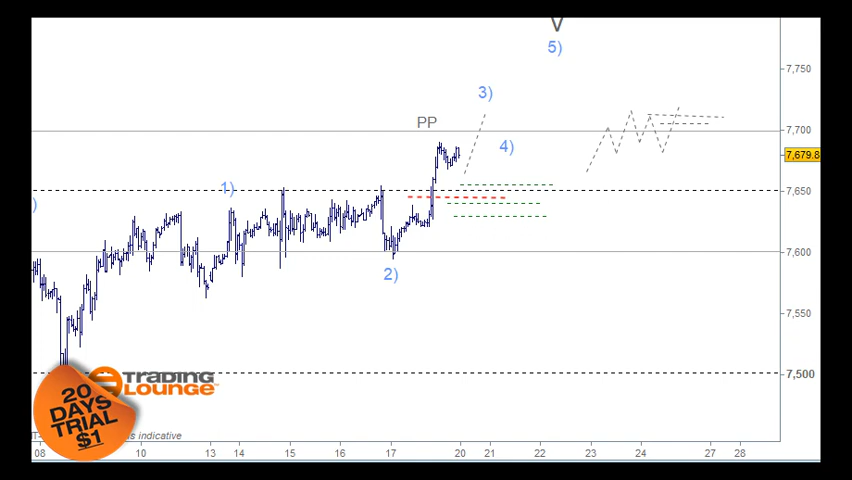 V
5)
7,750
3)
PP
7,700
4)
7,679.8
7,650
1)
)
7,600
2)
7,550
7,500
TRADING
LOUNGE
20
DAYS
TRIAL
$1
s indicative
08
10
13 14 15 16 17 20 21 22 23 24 27 28